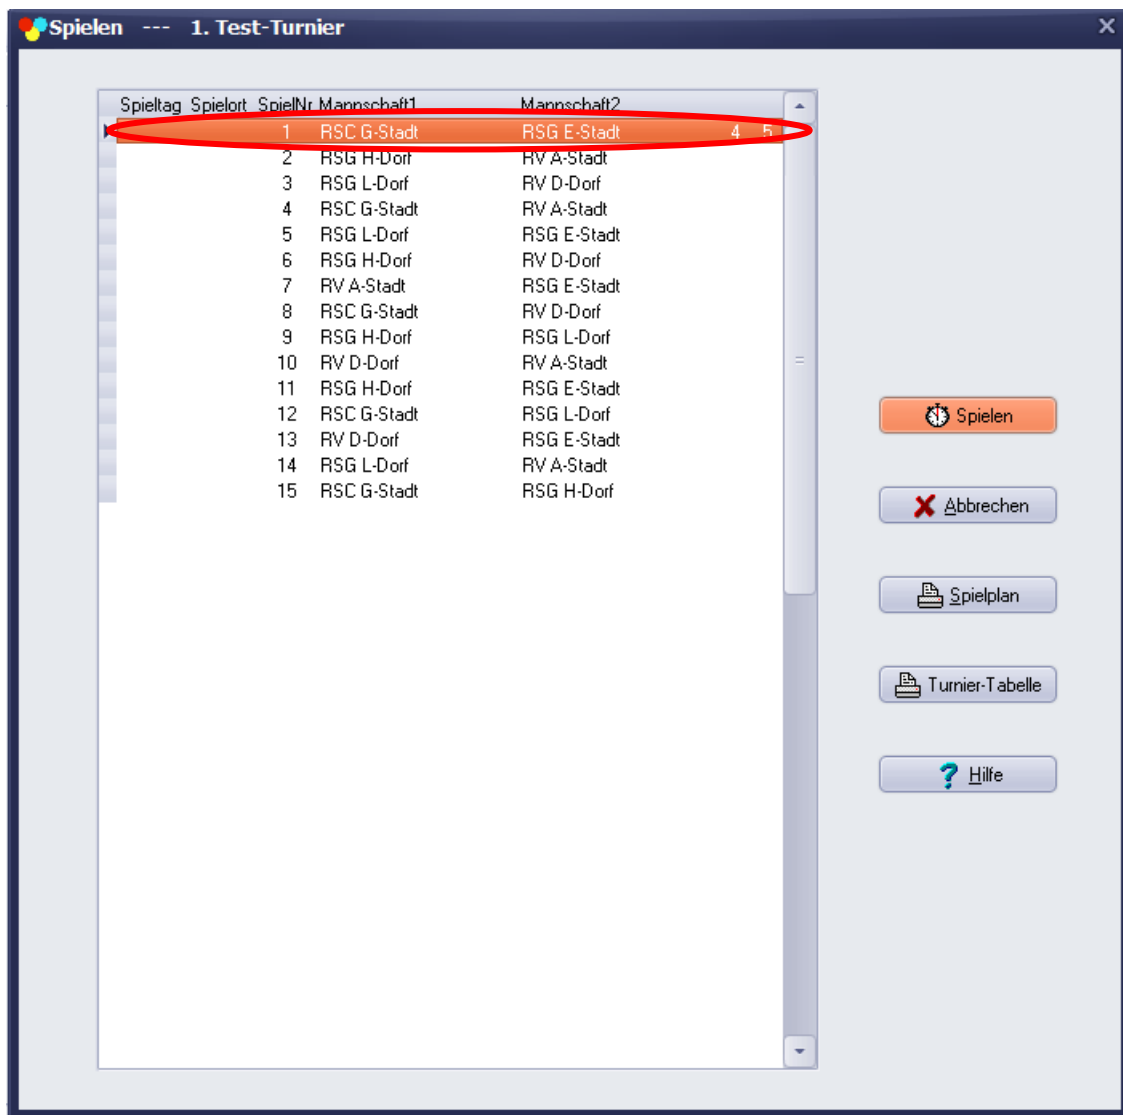 Spielen --- 1. Test-Turnier
Spieltag Spielort SpielNr Mannschaft1 Mannschaft2
1 RSC G-Stadt RSG E-Stadt 4 5
2 RSG H-Dorf RV A-Stadt
3 RSG L-Dorf RV D-Dorf
4 RSC G-Stadt RV A-Stadt
5 RSG L-Dorf RSG E-Stadt
6 RSG H-Dorf RV D-Dorf
7 RV A-Stadt RSG E-Stadt
8 RSC G-Stadt RV D-Dorf
9 RSG H-Dorf RSG L-Dorf
10 RV D-Dorf RV A-Stadt
11 RSG H-Dorf RSG E-Stadt
12 RSC G-Stadt RSG L-Dorf
13 RV D-Dorf RSG E-Stadt
14 RSG L-Dorf RV A-Stadt
15 RSC G-Stadt RSG H-Dorf
Spielen
Abbrechen
Spielplan
Turnier-Tabelle
Hilfe